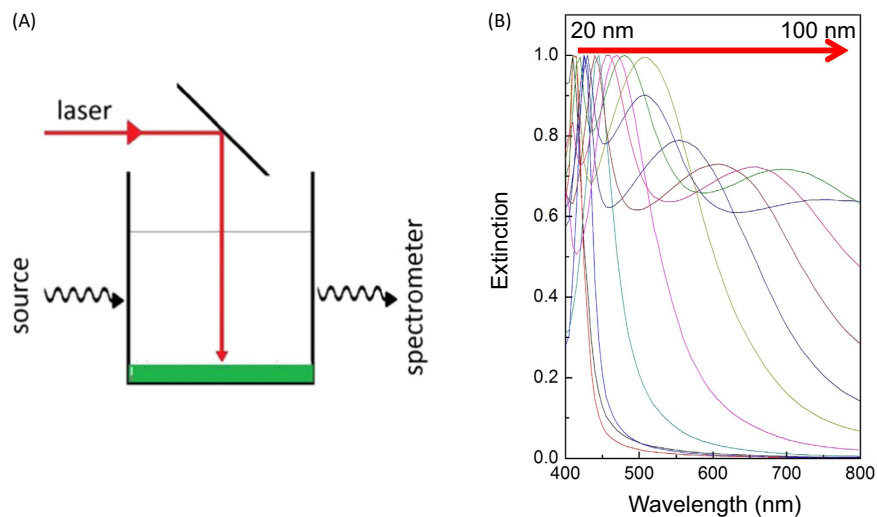 (A)
laser
source
spectrometer
(B)
20 nm
100 nm
Extinction
1.0
0.8
0.6
0.4
0.2
0.0
400
500
600
700
800
Wavelength (nm)